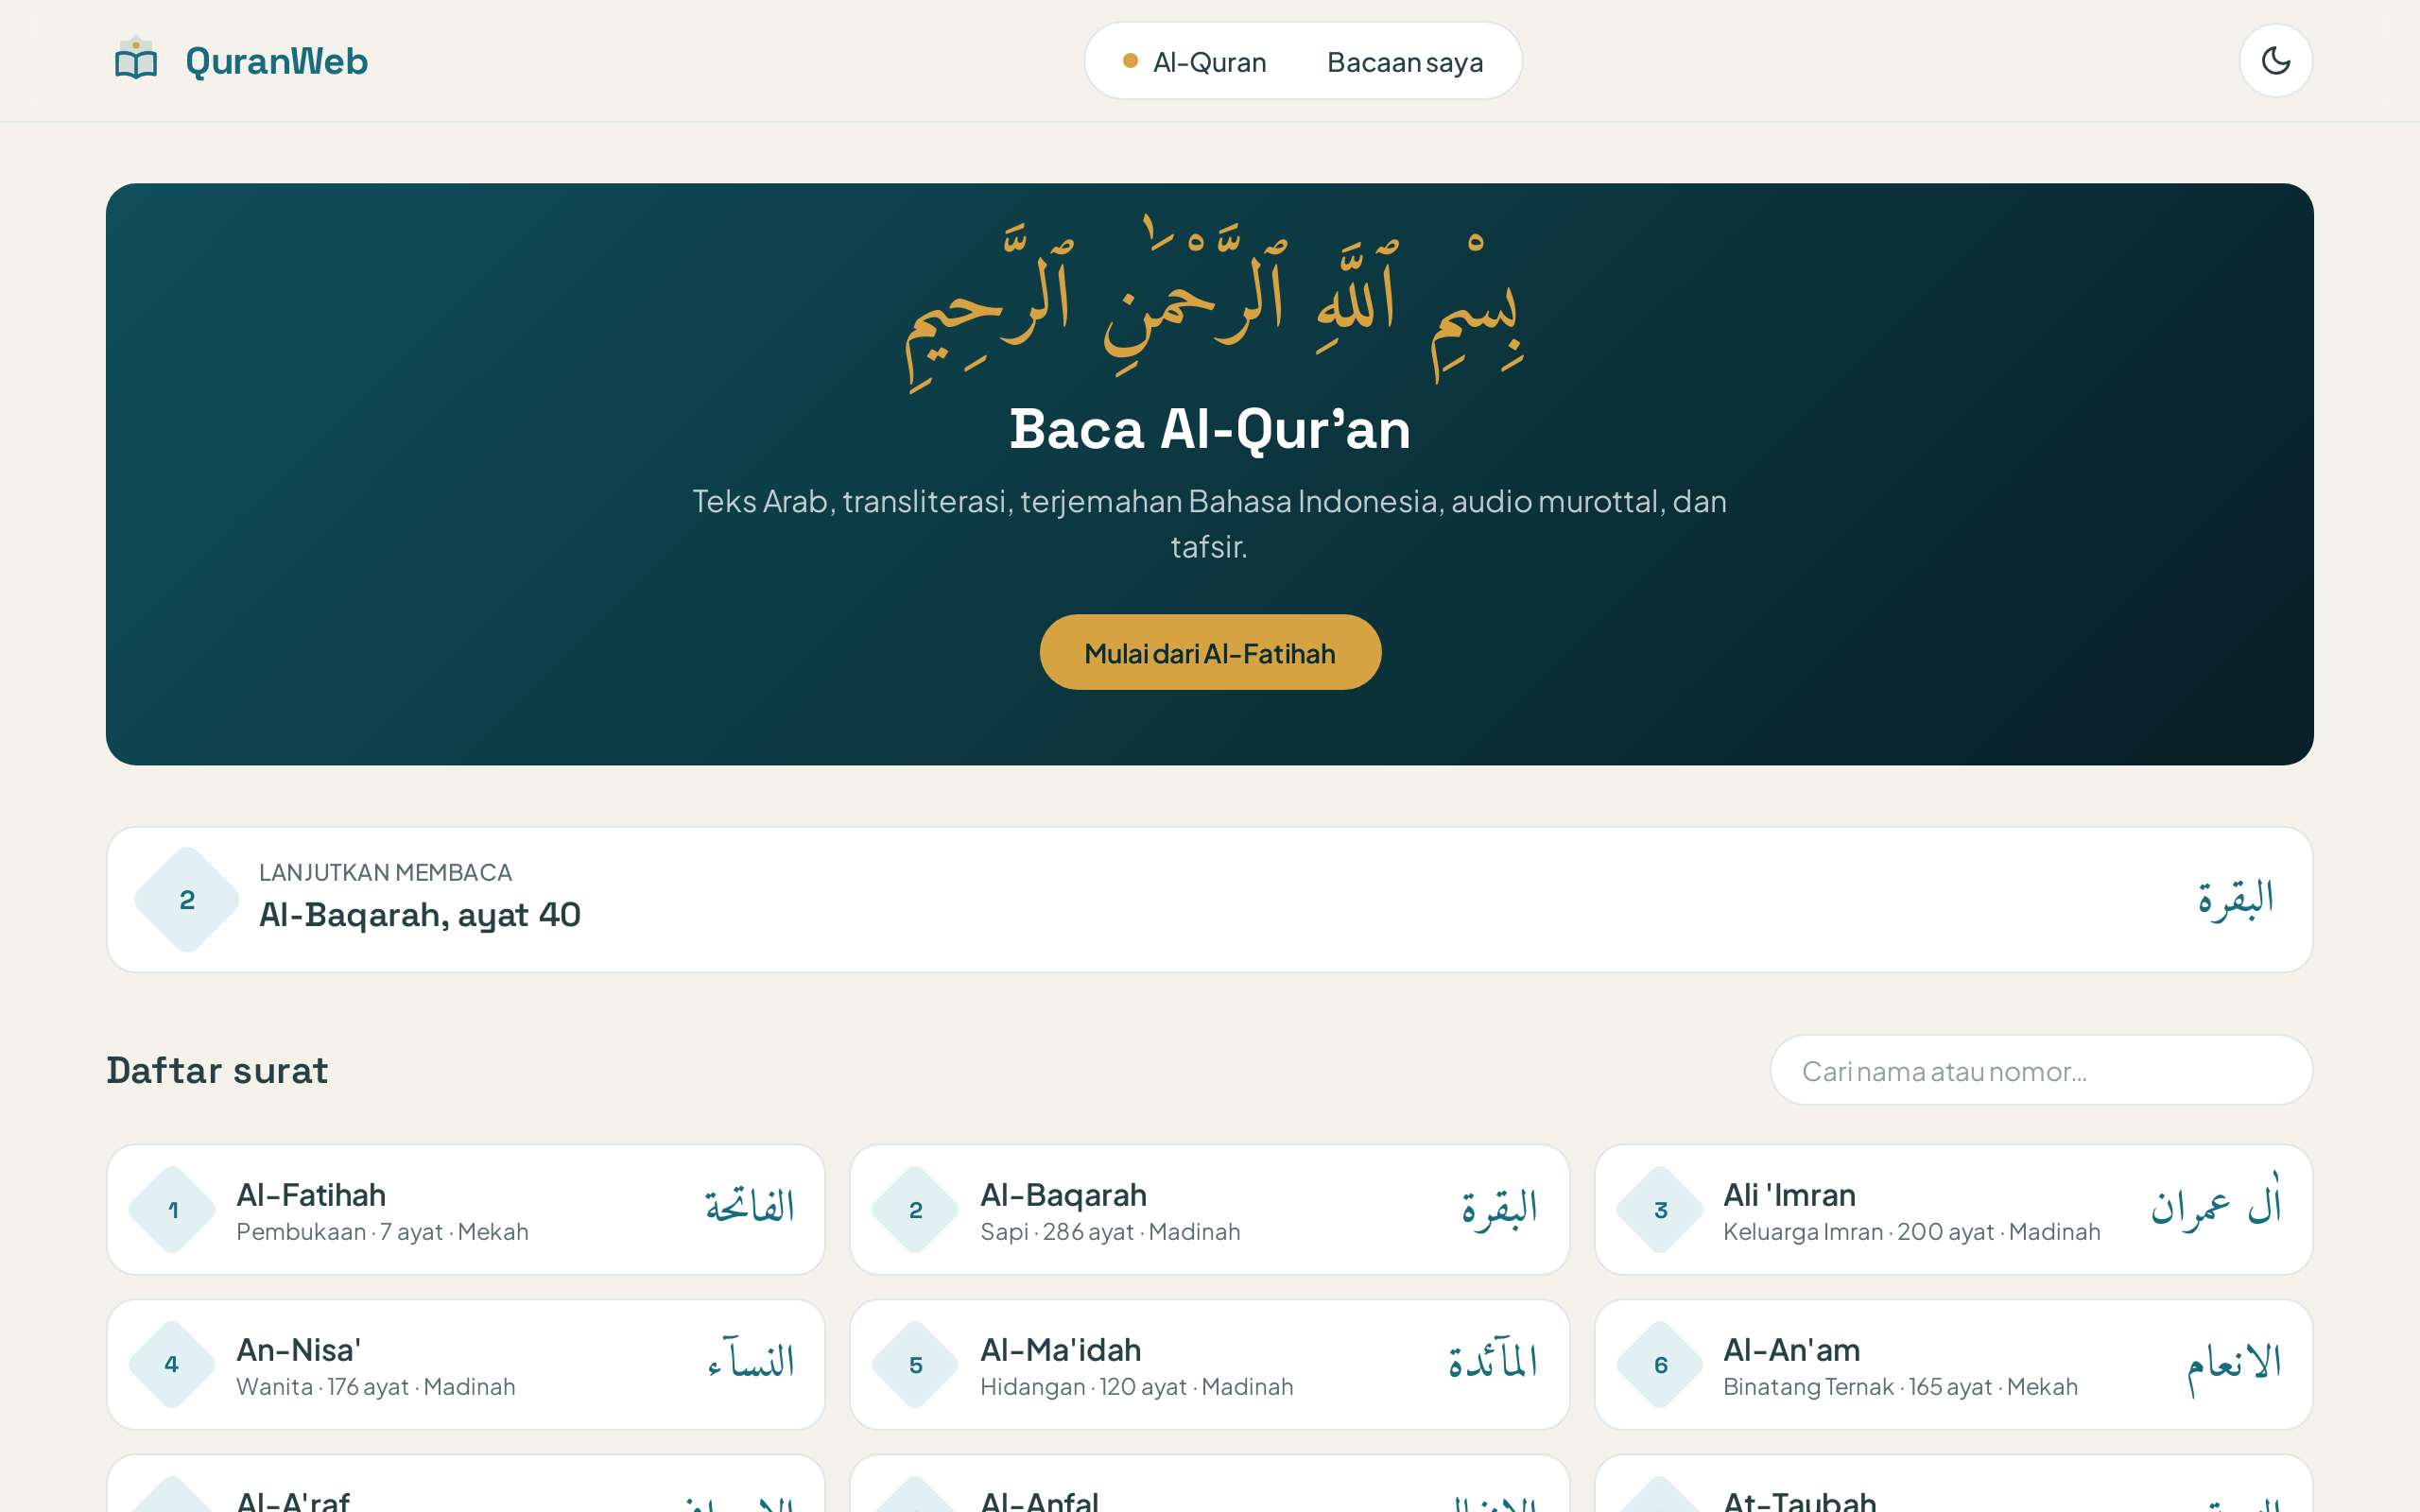 QuranWeb
Al-Quran
Bacaan saya
بِسْمِ ٱللَّهِ ٱلرَّحْمَٰنِ ٱلرَّحِيمِ
Baca Al-Qur’an
Teks Arab, transliterasi, terjemahan Bahasa Indonesia, audio murottal, dan
tafsir.
Mulai dari Al-Fatihah
2
LANJUTKAN MEMBACA
Al-Baqarah, ayat 40
البقرة
Daftar surat
Cari nama atau nomor...
1
Al-Fatihah
Pembukaan · 7 ayat · Mekah
الفاتحة
2
Al-Baqarah
Sapi · 286 ayat · Madinah
البقرة
3
Ali 'Imran
Keluarga Imran · 200 ayat · Madinah
اٰل عمران
4
An-Nisa'
Wanita · 176 ayat · Madinah
النساۤء
5
Al-Ma'idah
Hidangan · 120 ayat · Madinah
الماۤئدة
6
Al-An'am
Binatang Ternak · 165 ayat · Mekah
الانعام
Al-A'raf
Al-Anfal
At-Taubah